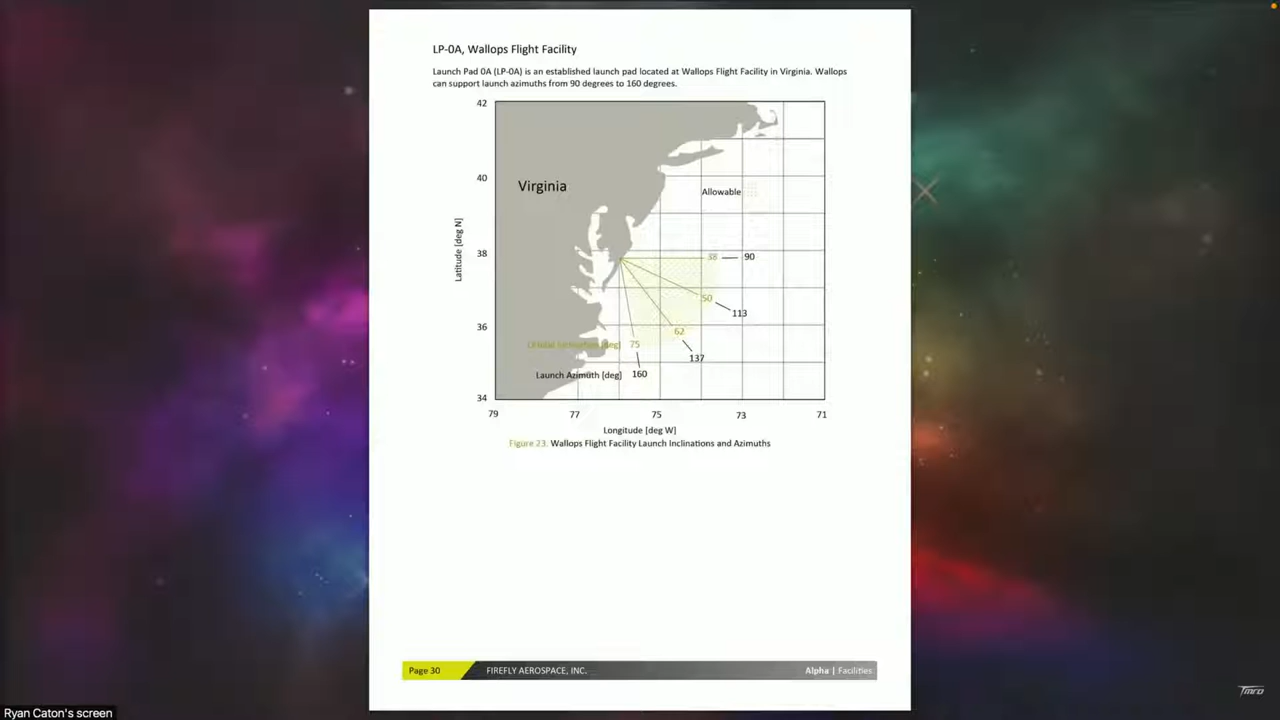 LP-0A, Wallops Flight Facility
Launch Pad 0A (LP-0A) is an established launch pad located at Wallops Flight Facility in Virginia. Wallops
can support launch azimuths from 90 degrees to 160 degrees.
42
40
38
36
34
Latitude [deg N]
Virginia
Allowable
38
90
50
113
62
137
Orbital Inclination [deg]
75
Launch Azimuth [deg]
160
79
77
75
73
71
Longitude [deg W]
Figure 23. Wallops Flight Facility Launch Inclinations and Azimuths
Page 30
FIREFLY AEROSPACE, INC.
Alpha | Facilities
Tmro
Ryan Caton's screen